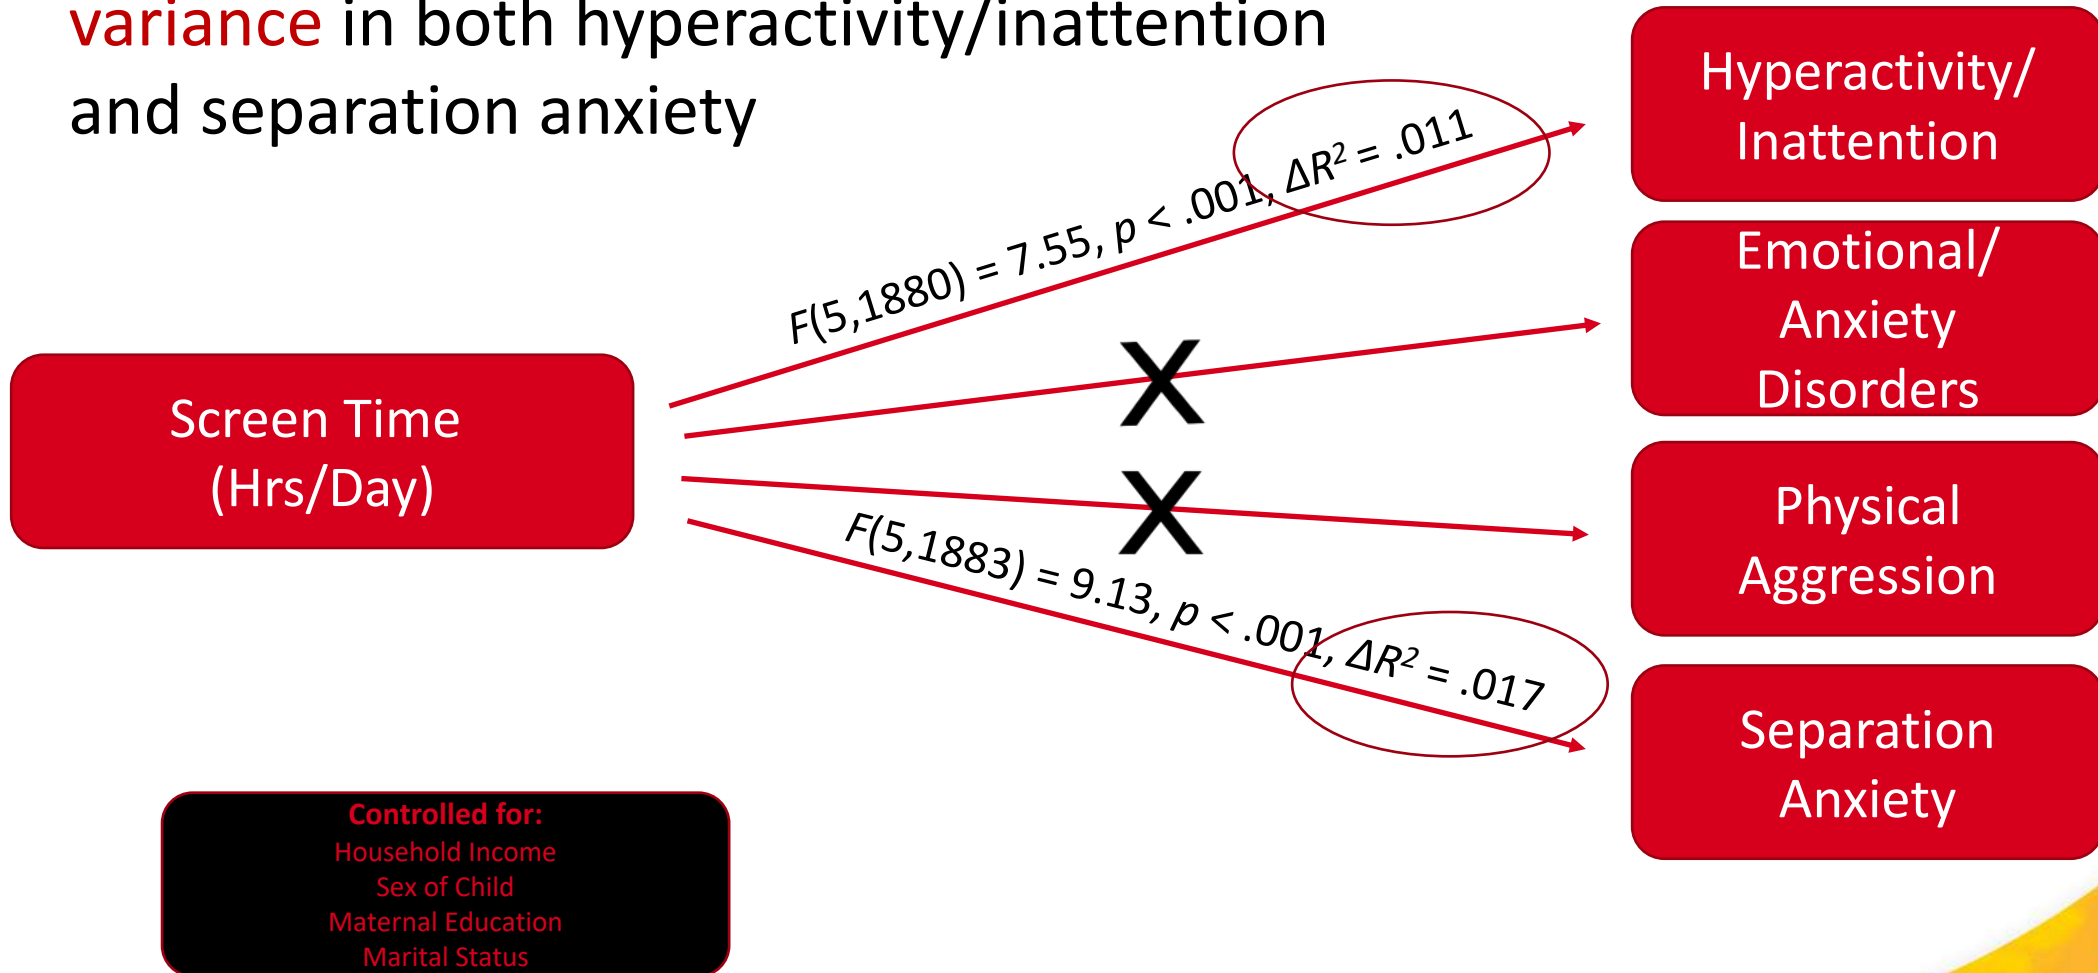 variance in both hyperactivity/inattention
and separation anxiety
Hyperactivity/
Inattention
F(5,1880) = 7.55, p < .001, ΔR² = .011
Emotional/
Anxiety
Disorders
X
Screen Time
(Hrs/Day)
X
Physical
Aggression
F(5,1883) = 9.13, p < .001, ΔR² = .017
Separation
Anxiety
Controlled for:
Household Income
Sex of Child
Maternal Education
Marital Status